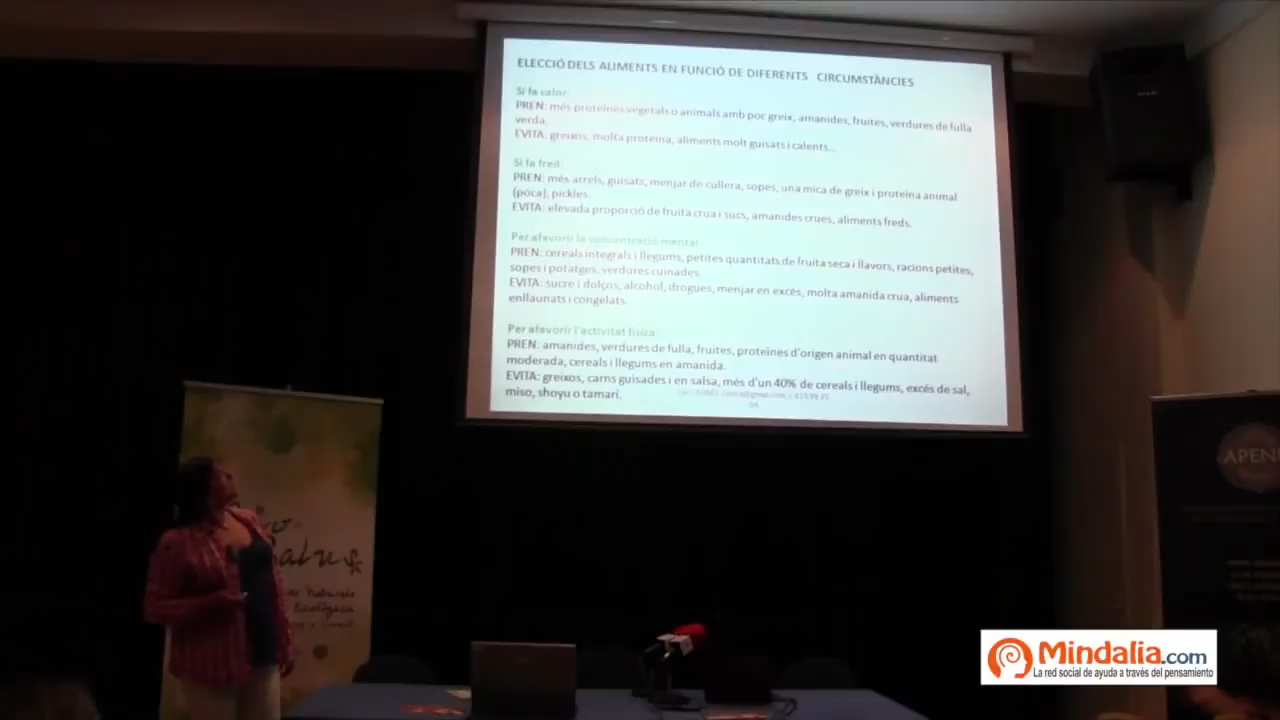 ELECCIÓ DELS ALIMENTS EN FUNCIÓ DE DIFERENTS CIRCUMSTÀNCIES
Si fa calor:
PREN: més proteïnes vegetals o animals amb poc greix, amanides, fruites, verdures de fulla
verda.
EVITA: greixos, molta proteïna, aliments molt guisats i calents...
Si fa fred:
PREN: més arrels, guisats, menjar de cullera, sopes, una mica de greix i proteïna animal
(poca), pickles.
EVITA: elevada proporció de fruita crua i sucs, amanides crues, aliments freds.
Per afavorir la concentració mental
PREN: cereals integrals i llegums, petites quantitats de fruita seca i llavors, racions petites,
sopes i potatges, verdures cuinades.
EVITA: sucre i dolços, alcohol, drogues, menjar en excés, molta amanida crua, aliments
enllaunats i congelats.
Per afavorir l'activitat física:
PREN: amanides, verdures de fulla, fruites, proteïnes d'origen animal en quantitat
moderada, cereals i llegums en amanida.
EVITA: greixos, carns guisades i en salsa, més d'un 40% de cereals i llegums, excés de sal,
miso, shoyu o tamari.
APEN
Mindalia.com
La red social de ayuda a través del pensamiento